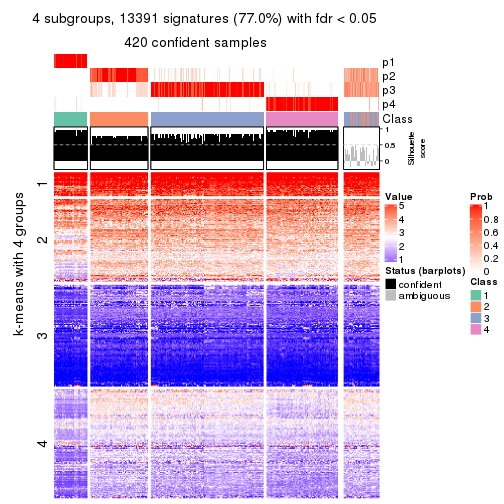 4 subgroups, 13391 signatures (77.0%) with fdr < 0.05
420 confident samples
p1
p2
p3
p4
Class
1
0.5
0
Silhouette
score
k-means with 4 groups
1
2
3
4
Value
5
4
3
2
1
Status (barplots)
confident
ambiguous
Prob
1
0.8
0.6
0.4
0.2
0
Class
1
2
3
4